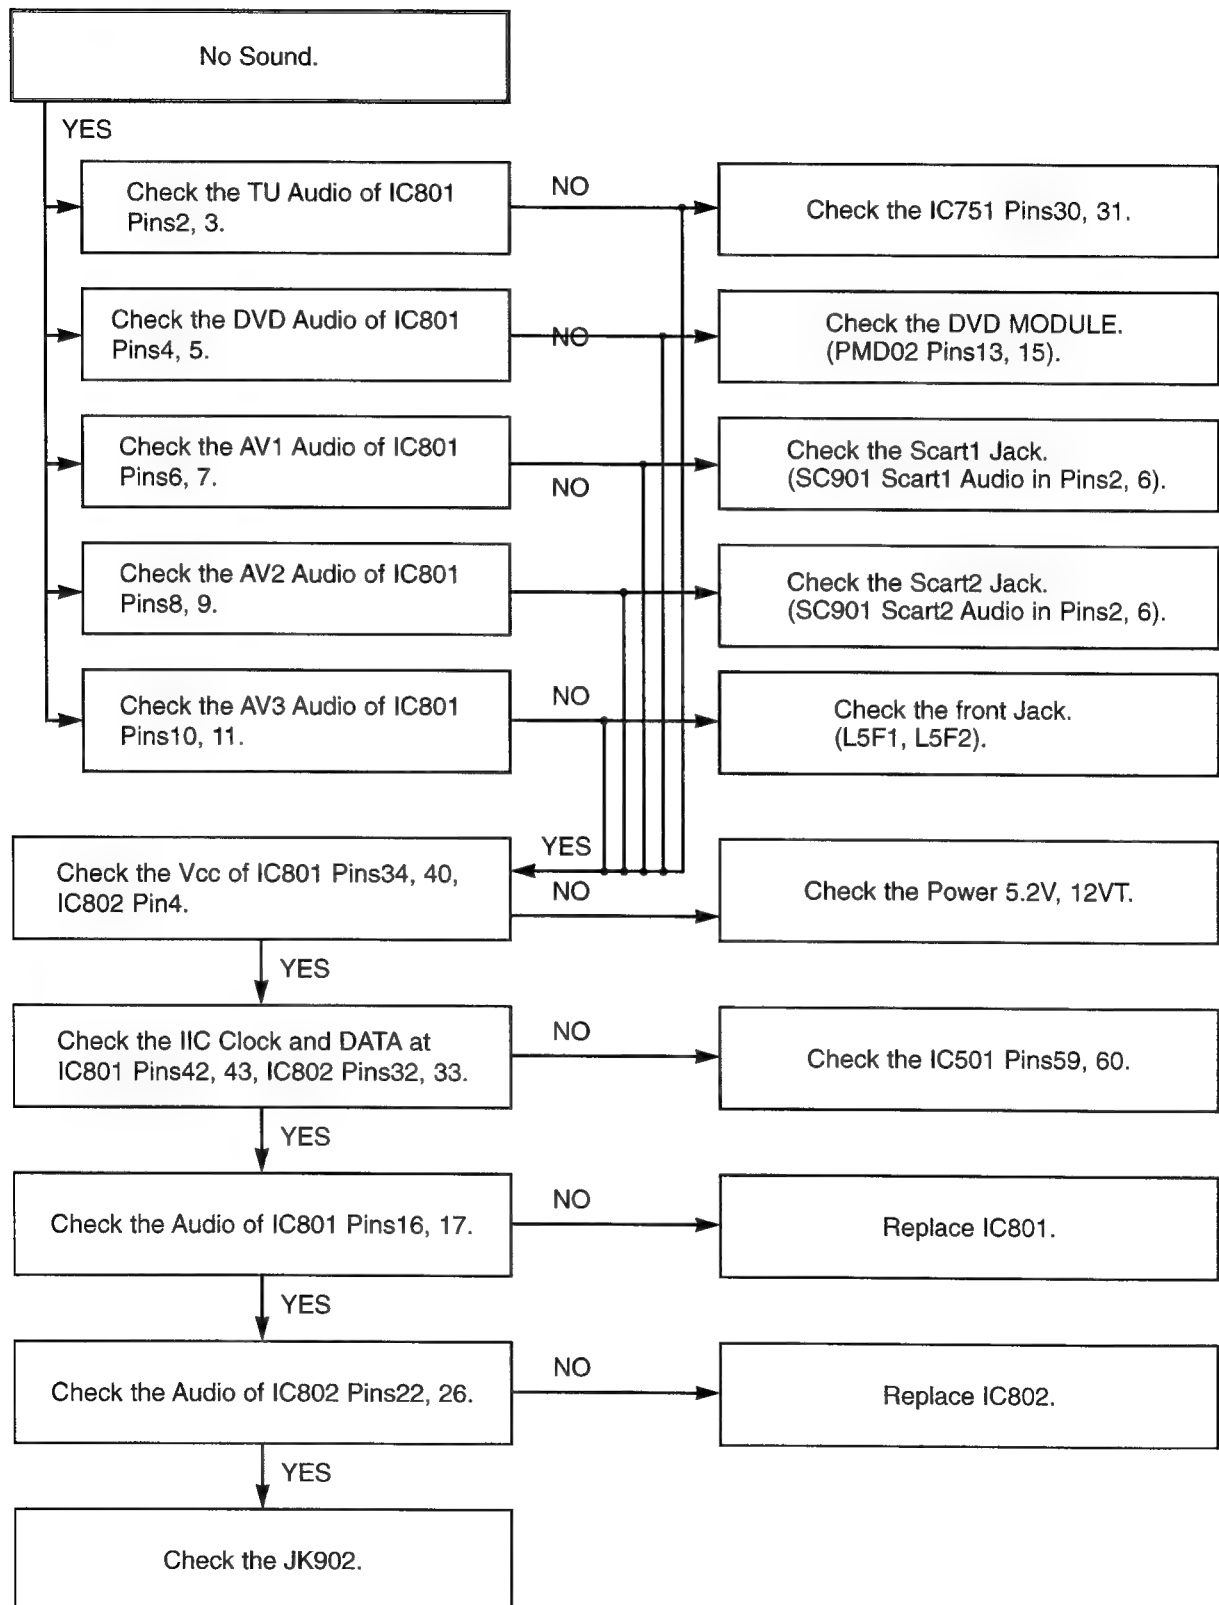 No Sound.
YES
Check the TU Audio of IC801
Pins2, 3.
NO
Check the IC751 Pins30, 31.
Check the DVD Audio of IC801
Pins4, 5.
NO
Check the DVD MODULE.
(PMD02 Pins13, 15).
Check the AV1 Audio of IC801
Pins6, 7.
NO
Check the Scart1 Jack.
(SC901 Scart1 Audio in Pins2, 6).
Check the AV2 Audio of IC801
Pins8, 9.
Check the Scart2 Jack.
(SC901 Scart2 Audio in Pins2, 6).
Check the AV3 Audio of IC801
Pins10, 11.
NO
Check the front Jack.
(L5F1, L5F2).
YES
Check the Vcc of IC801 Pins34, 40,
IC802 Pin4.
NO
Check the Power 5.2V, 12VT.
YES
Check the IIC Clock and DATA at
IC801 Pins42, 43, IC802 Pins32, 33.
NO
Check the IC501 Pins59, 60.
YES
Check the Audio of IC801 Pins16, 17.
NO
Replace IC801.
YES
Check the Audio of IC802 Pins22, 26.
NO
Replace IC802.
YES
Check the JK902.